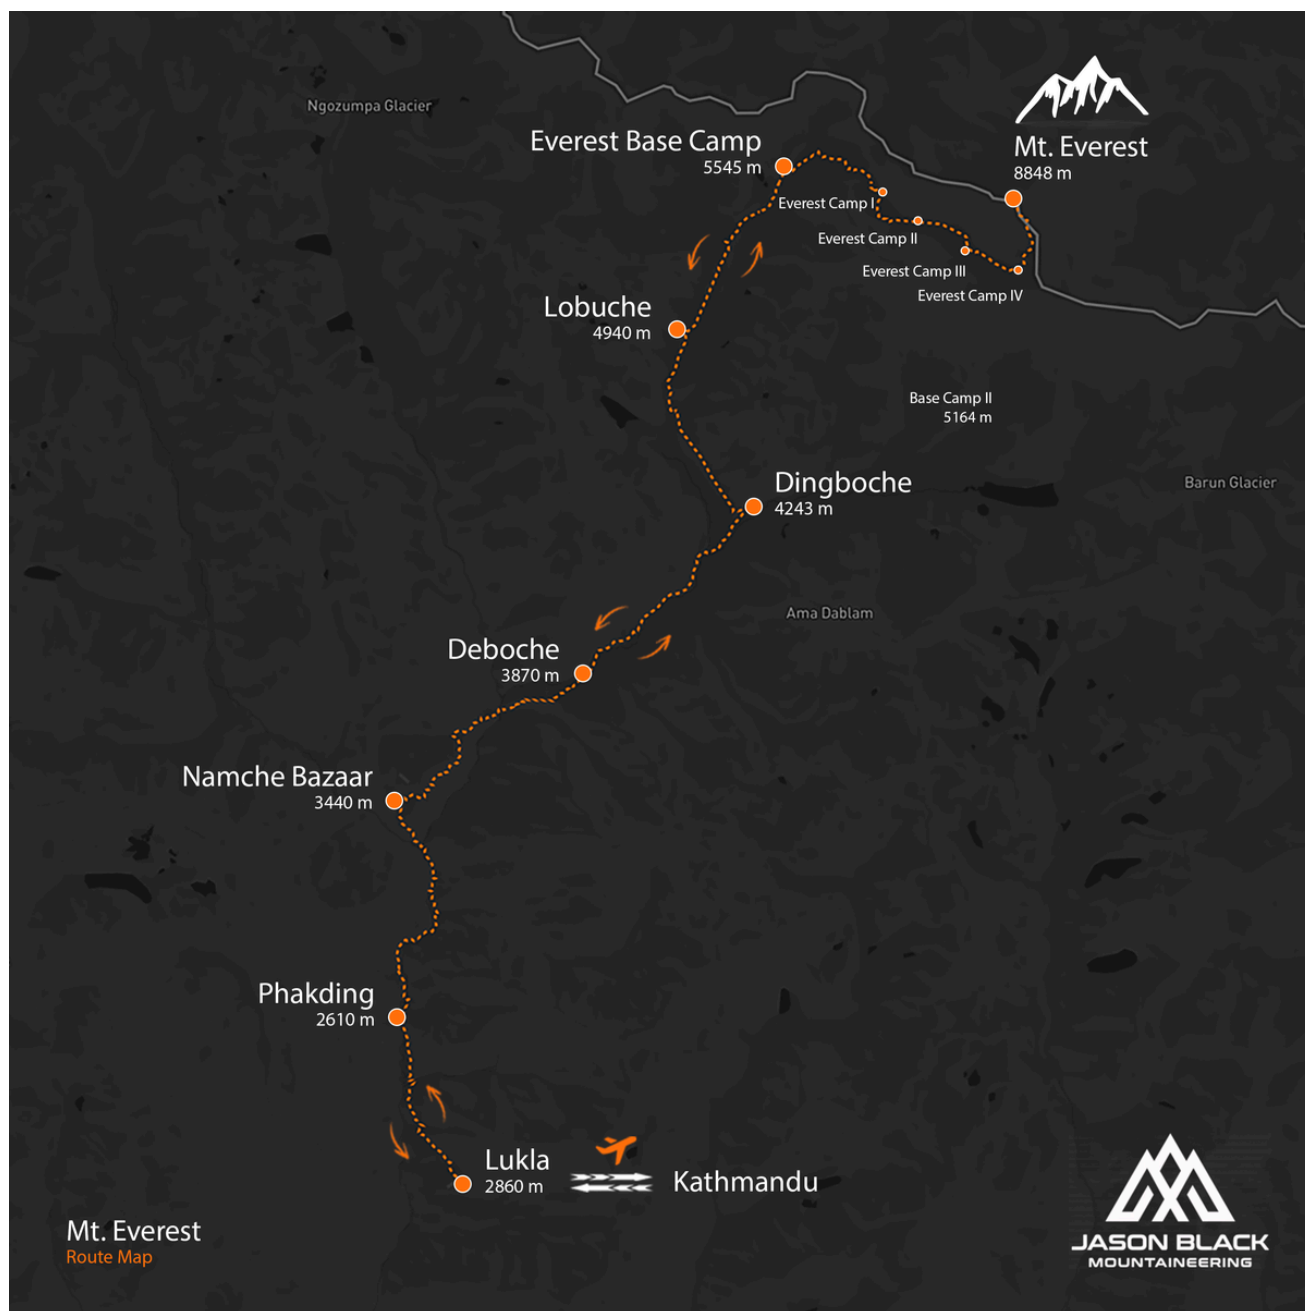 Ngozumpa Glacier
Everest Base Camp
5545 m
Mt. Everest
8848 m
Everest Camp I
Everest Camp II
Everest Camp III
Everest Camp IV
Lobuche
4940 m
Base Camp II
5164 m
Dingboche
4243 m
Barun Glacier
Ama Dablam
Deboche
3870 m
Namche Bazaar
3440 m
Phakding
2610 m
Lukla
2860 m
Kathmandu
Mt. Everest
Route Map
JASON BLACK
MOUNTAINEERING